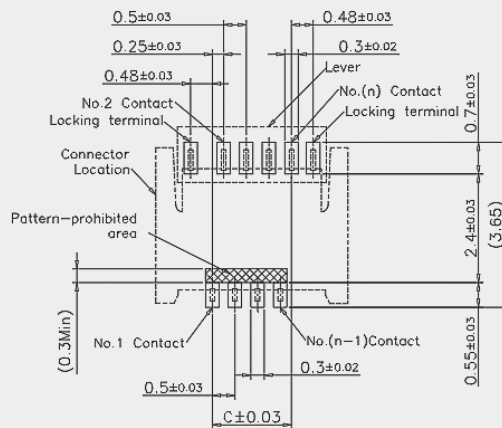 0.5±0.03
0.48±0.03
0.25±0.03
0.3±0.02
0.48±0.03
Lever
No.2 Contact
Locking terminal
No.(n) Contact
Locking terminal
0.7±0.03
Connector
Location
Pattern-prohibited
area
2.4±0.03
(3.65)
(0.3Min)
No.1 Contact
No.(n-1)Contact
0.3±0.02
0.55±0.03
0.5±0.03
C±0.03